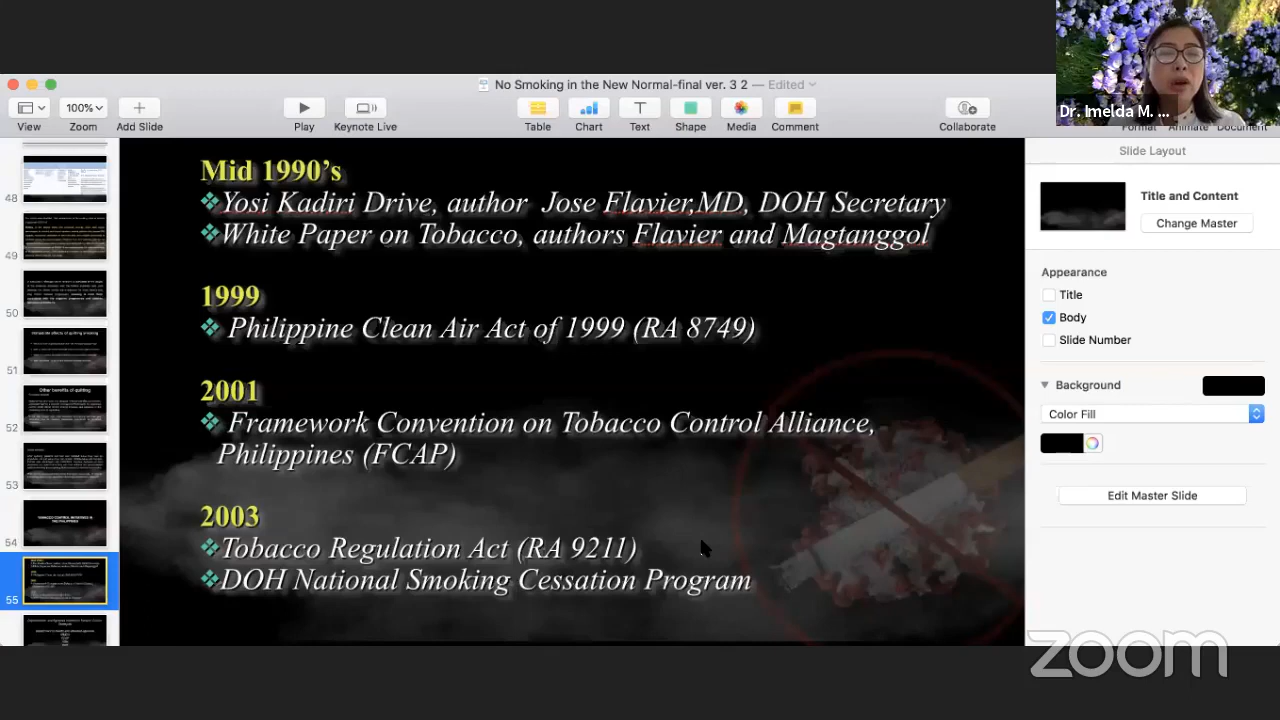 No Smoking in the New Normal-final ver. 3 2 — Edited
Dr. Imelda M. ...
100%
View
Zoom
Add Slide
Play
Keynote Live
Table
Chart
Text
Shape
Media
Comment
Collaborate
Format
Animate
Document
48
49
50
51
52
53
54
55
Mid 1990's
Yosi Kadiri Drive, author Jose Flavier,MD, DOH Secretary
White Paper on Tobacco, authors Flavier and Magtanggol
1999
Philippine Clean Air Act of 1999 (RA 8749)
2001
Framework Convention on Tobacco Control Alliance,
Philippines (FCAP)
2003
Tobacco Regulation Act (RA 9211)
DOH National Smoking Cessation Program
Slide Layout
Title and Content
Change Master
Appearance
Title
Body
Slide Number
Background
Color Fill
Edit Master Slide
zoom